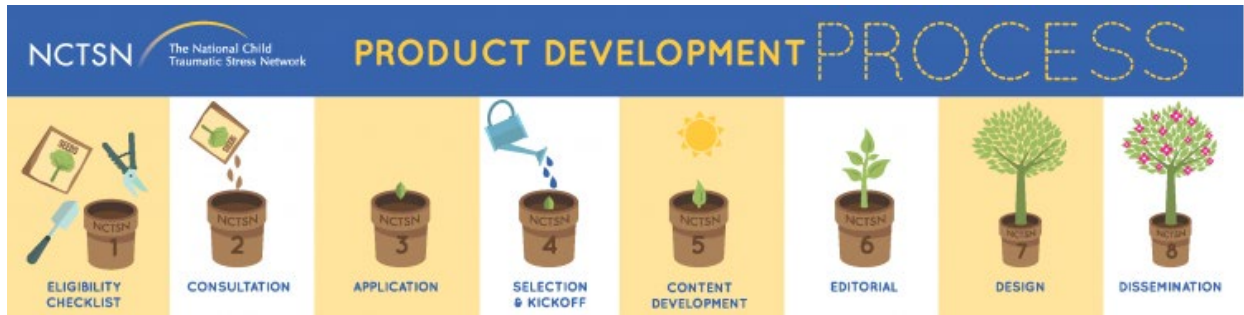 NCTSN
The National Child
Traumatic Stress Network
PRODUCT DEVELOPMENT PROCESS
SEEDS
SEEDS
NCTSN
1
NCTSN
2
NCTSN
3
NCTSN
4
NCTSN
5
NCTSN
6
NCTSN
7
NCTSN
8
ELIGIBILITY
CHECKLIST
CONSULTATION
APPLICATION
SELECTION
& KICKOFF
CONTENT
DEVELOPMENT
EDITORIAL
DESIGN
DISSEMINATION